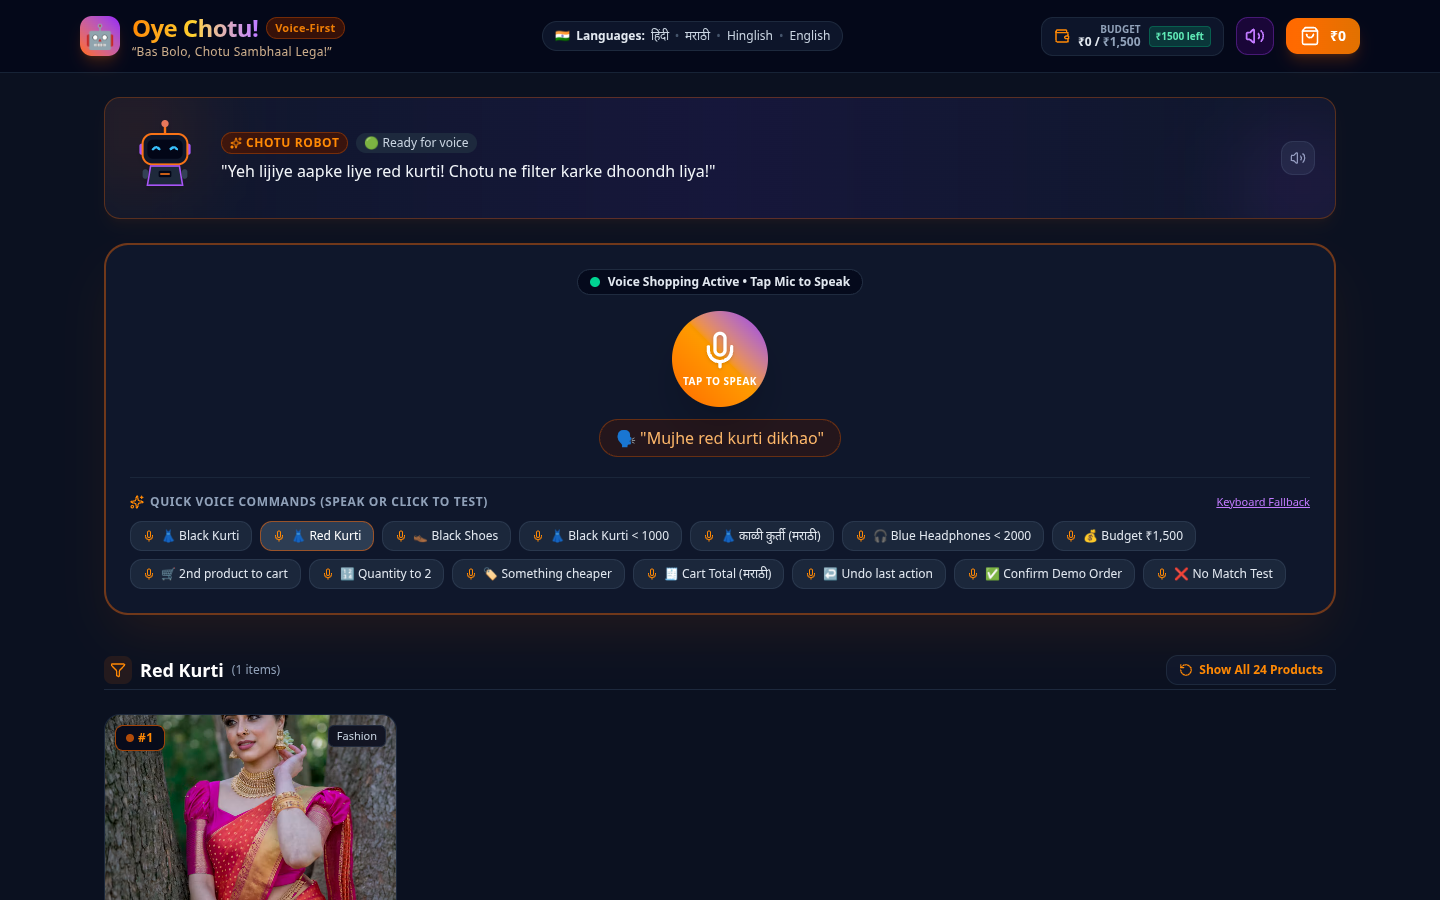 Oye Chotu!
Voice-First
“Bas Bolo, Chotu Sambhaal Lega!”
🇮🇳 Languages: हिंदी • मराठी • Hinglish • English
BUDGET
₹0 / ₹1,500
₹1500 left
₹0
CHOTU ROBOT
🟢 Ready for voice
"Yeh lijiye aapke liye red kurti! Chotu ne filter karke dhoondh liya!"
Voice Shopping Active • Tap Mic to Speak
TAP TO SPEAK
🗣️ "Mujhe red kurti dikhao"
QUICK VOICE COMMANDS (SPEAK OR CLICK TO TEST)
Keyboard Fallback
👗 Black Kurti
👗 Red Kurti
👞 Black Shoes
👗 Black Kurti < 1000
👗 काळी कुर्ती (मराठी)
🎧 Blue Headphones < 2000
💰 Budget ₹1,500
🛒 2nd product to cart
🔢 Quantity to 2
🏷️ Something cheaper
🧾 Cart Total (मराठी)
↩️ Undo last action
✅ Confirm Demo Order
❌ No Match Test
Red Kurti (1 items)
Show All 24 Products
#1
Fashion